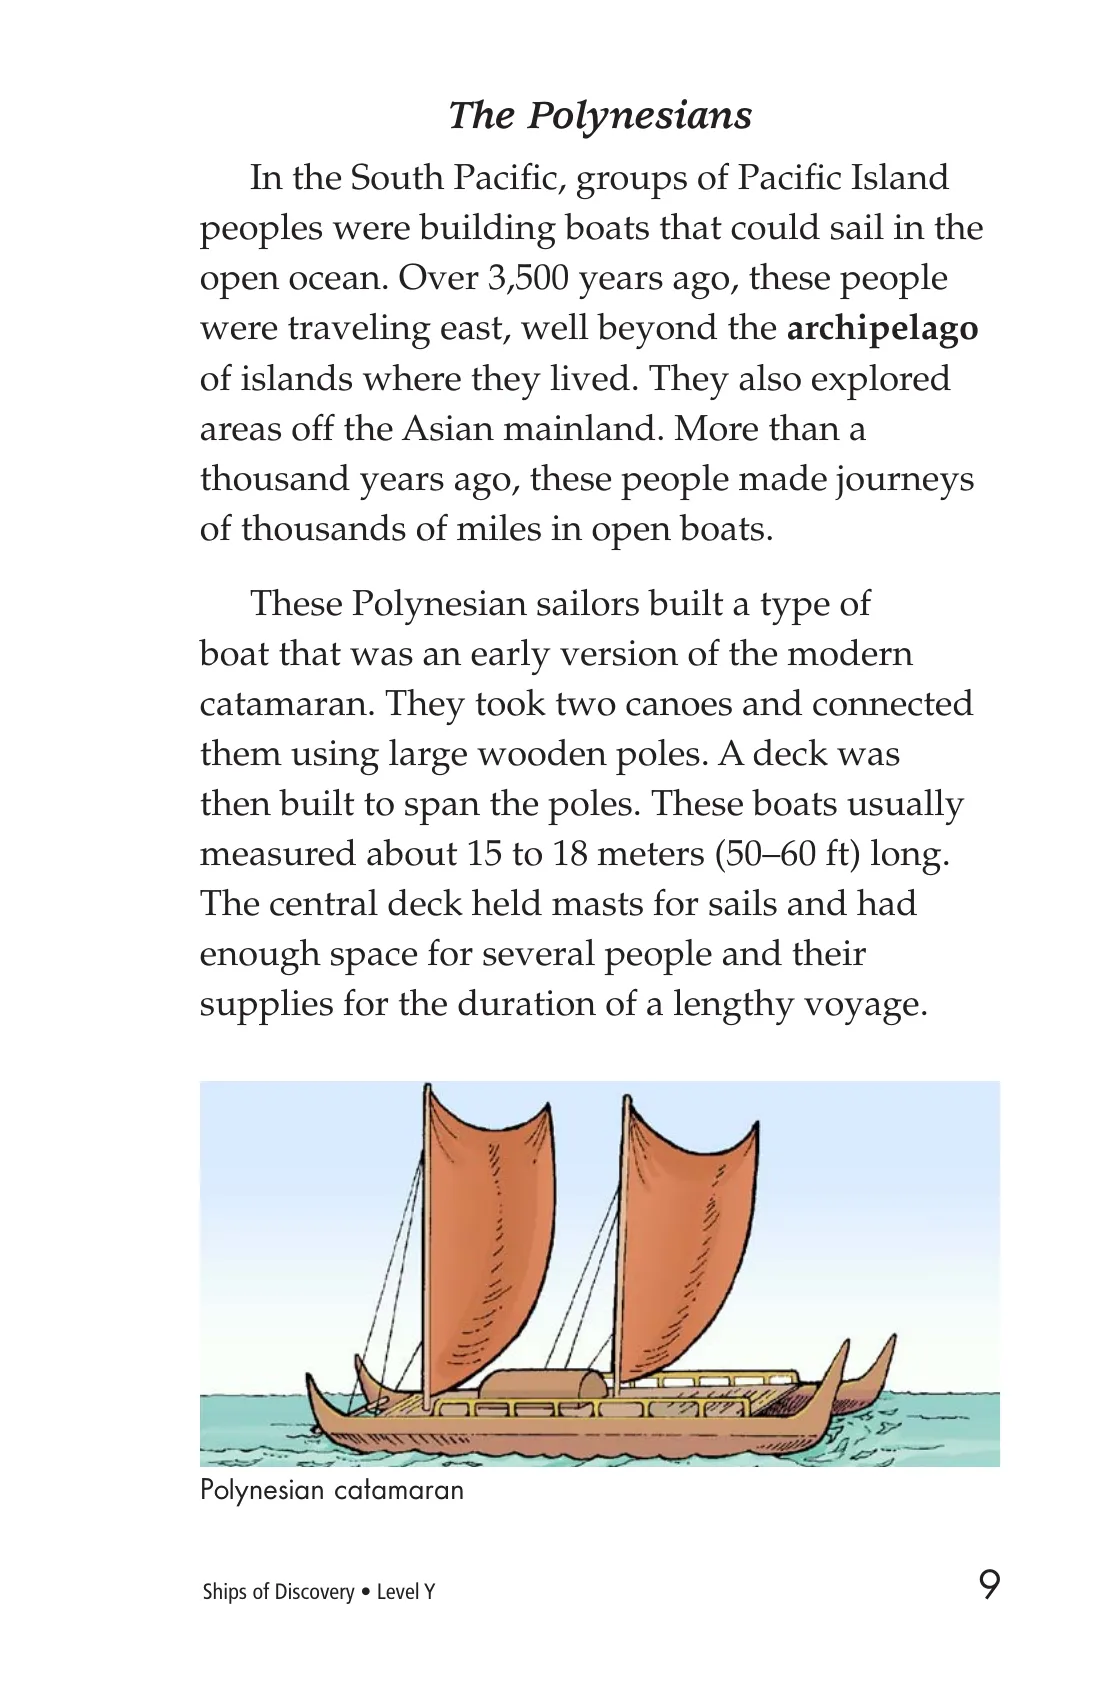 The Polynesians
In the South Pacific, groups of Pacific Island
peoples were building boats that could sail in the
open ocean. Over 3,500 years ago, these people
were traveling east, well beyond the archipelago
of islands where they lived. They also explored
areas off the Asian mainland. More than a
thousand years ago, these people made journeys
of thousands of miles in open boats.
These Polynesian sailors built a type of
boat that was an early version of the modern
catamaran. They took two canoes and connected
them using large wooden poles. A deck was
then built to span the poles. These boats usually
measured about 15 to 18 meters (50–60 ft) long.
The central deck held masts for sails and had
enough space for several people and their
supplies for the duration of a lengthy voyage.
Polynesian catamaran
Ships of Discovery • Level Y
9